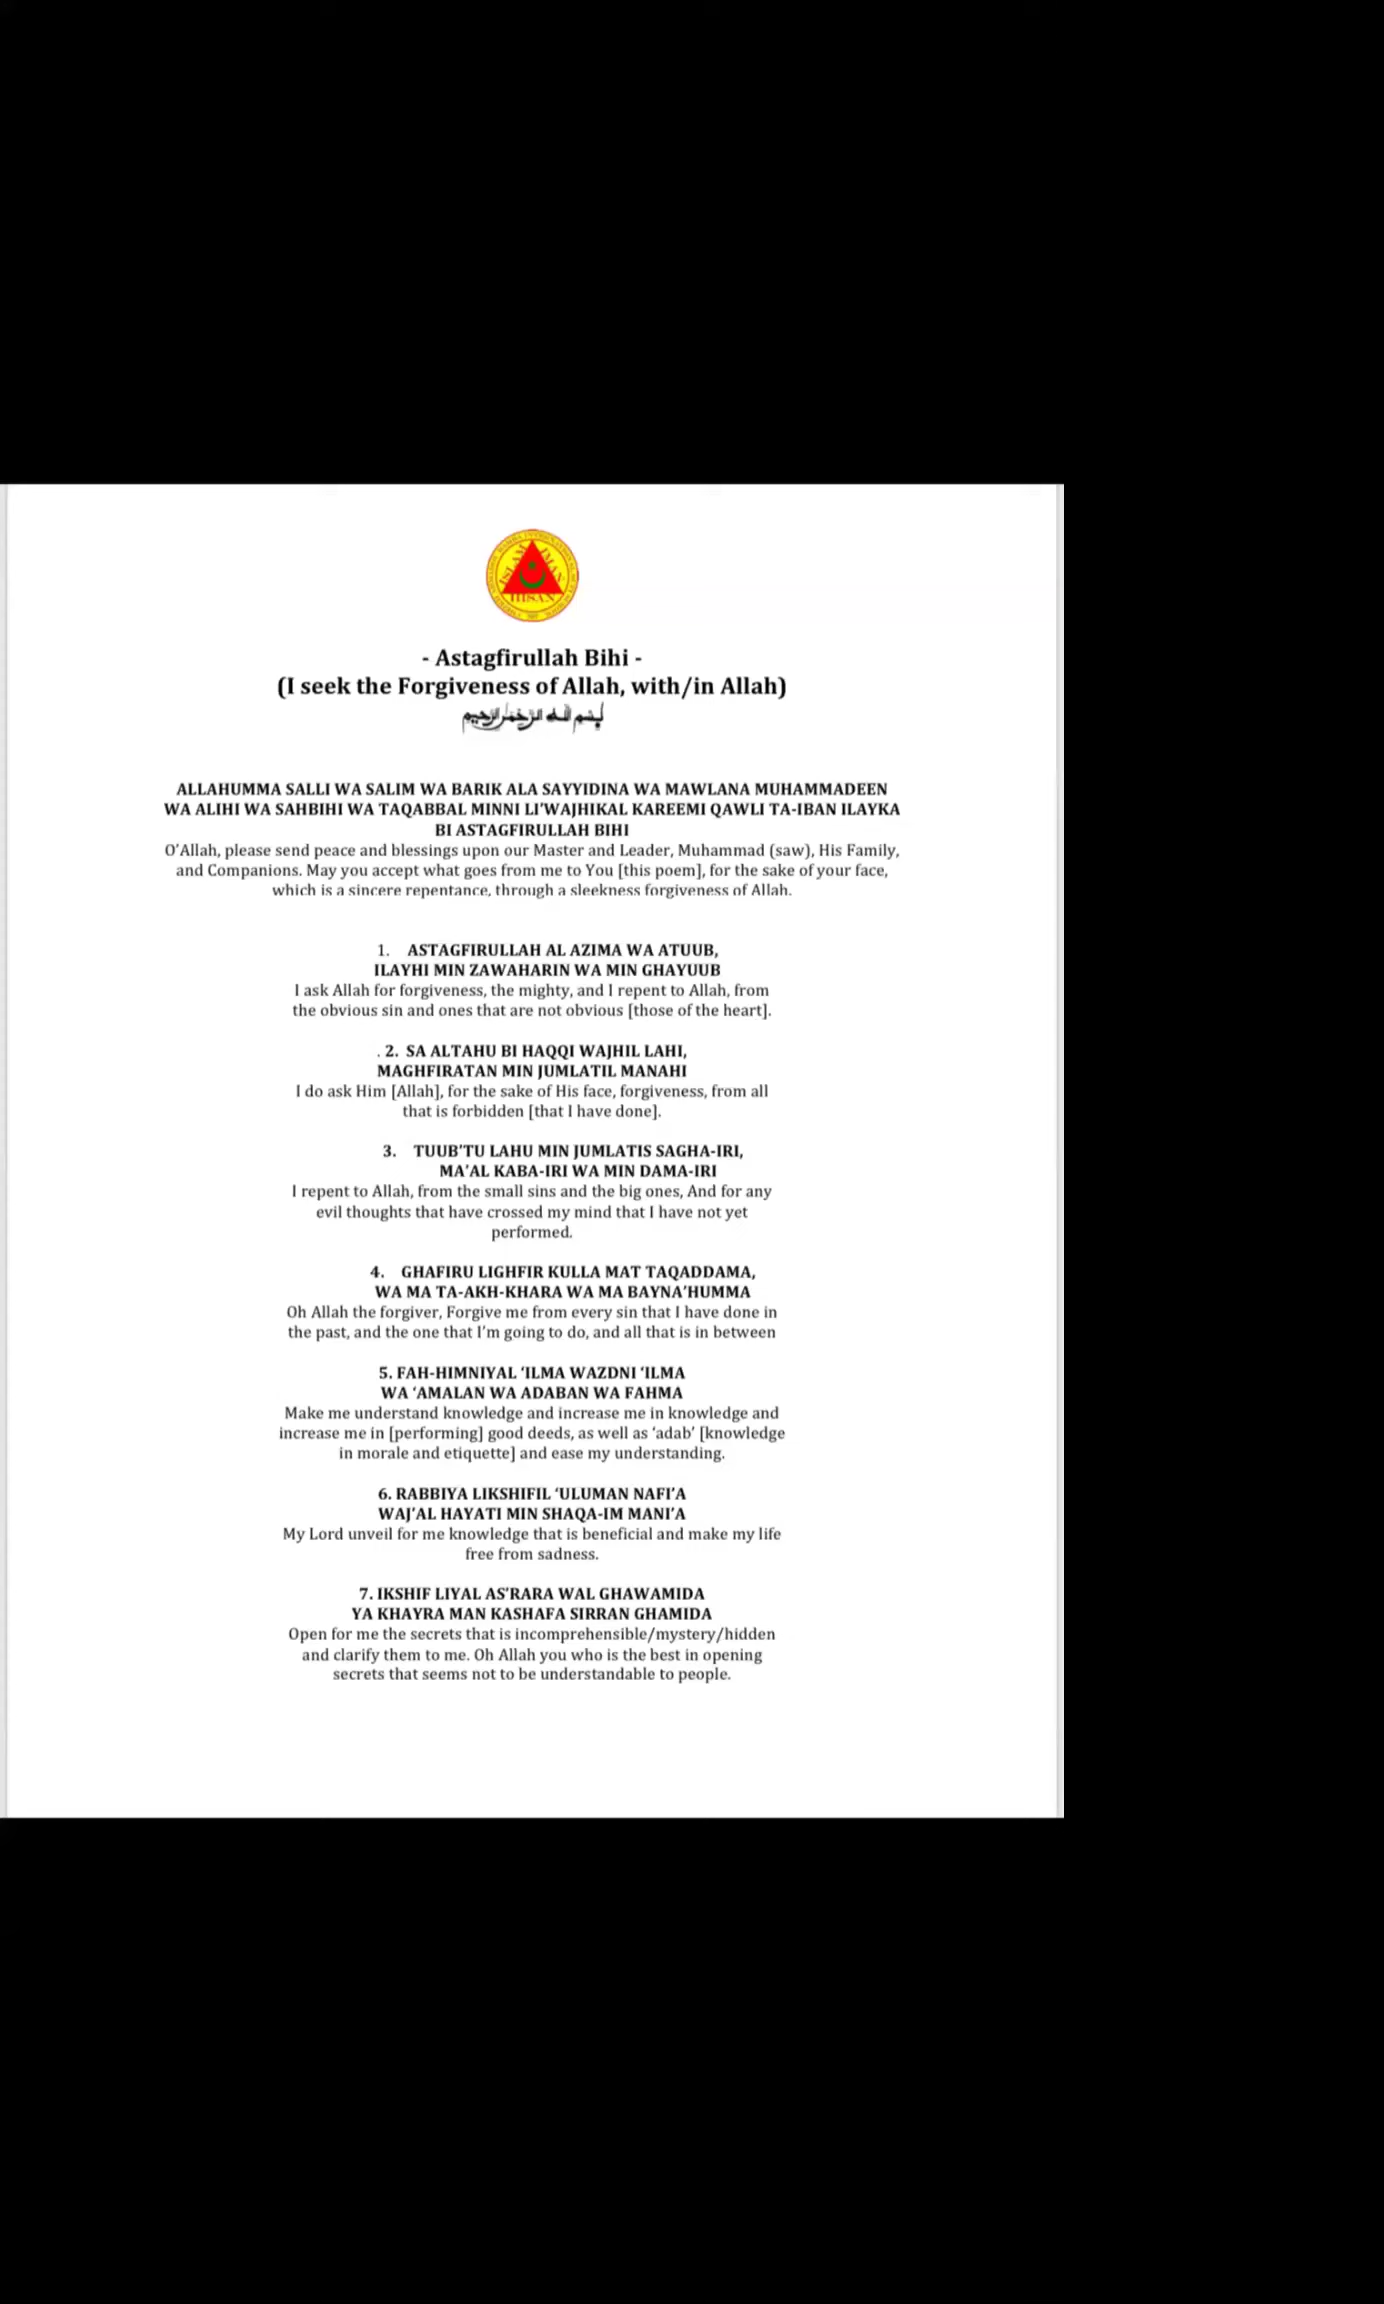 ISLAM
IMAN
IHSAN
- Astagfirullah Bihi -
(I seek the Forgiveness of Allah, with/in Allah)
بسم الله الرحمن الرحيم
ALLAHUMMA SALLI WA SALIM WA BARIK ALA SAYYIDINA WA MAWLANA MUHAMMADEEN
WA ALIHI WA SAHBIHI WA TAQABBAL MINNI LI'WAJHIKAL KAREEMI QAWLI TA-IBAN ILAYKA
BI ASTAGFIRULLAH BIHI
O'Allah, please send peace and blessings upon our Master and Leader, Muhammad (saw), His Family,
and Companions. May you accept what goes from me to You [this poem], for the sake of your face,
which is a sincere repentance, through a sleekness forgiveness of Allah.
1. ASTAGFIRULLAH AL AZIMA WA ATUUB,
ILAYHI MIN ZAWAHARIN WA MIN GHAYUUB
I ask Allah for forgiveness, the mighty, and I repent to Allah, from
the obvious sin and ones that are not obvious [those of the heart].
. 2. SA ALTAHU BI HAQQI WAJHIL LAHI,
MAGHFIRATAN MIN JUMLATIL MANAHI
I do ask Him [Allah], for the sake of His face, forgiveness, from all
that is forbidden [that I have done].
3. TUUB'TU LAHU MIN JUMLATIS SAGHA-IRI,
MA'AL KABA-IRI WA MIN DAMA-IRI
I repent to Allah, from the small sins and the big ones, And for any
evil thoughts that have crossed my mind that I have not yet
performed.
4. GHAFIRU LIGHFIR KULLA MAT TAQADDAMA,
WA MA TA-AKH-KHARA WA MA BAYNA'HUMMA
Oh Allah the forgiver, Forgive me from every sin that I have done in
the past, and the one that I'm going to do, and all that is in between
5. FAH-HIMNIYAL 'ILMA WAZDNI 'ILMA
WA 'AMALAN WA ADABAN WA FAHMA
Make me understand knowledge and increase me in knowledge and
increase me in [performing] good deeds, as well as 'adab' [knowledge
in morale and etiquette] and ease my understanding.
6. RABBIYA LIKSHIFIL 'ULUMAN NAFI'A
WAJ'AL HAYATI MIN SHAQA-IM MANI'A
My Lord unveil for me knowledge that is beneficial and make my life
free from sadness.
7. IKSHIF LIYAL AS'RARA WAL GHAWAMIDA
YA KHAYRA MAN KASHAFA SIRRAN GHAMIDA
Open for me the secrets that is incomprehensible/mystery/hidden
and clarify them to me. Oh Allah you who is the best in opening
secrets that seems not to be understandable to people.